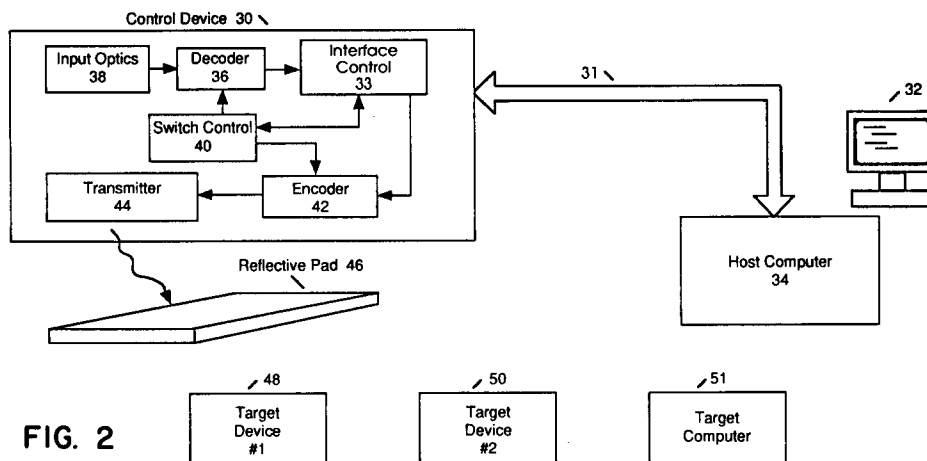 Control Device 30
Input Optics
38
Decoder
36
Interface
Control
33
31
32
Switch Control
40
Transmitter
44
Encoder
42
Host Computer
34
Reflective Pad 46
48
50
51
Target
Device
#1
Target
Device
#2
Target
Computer
FIG. 2